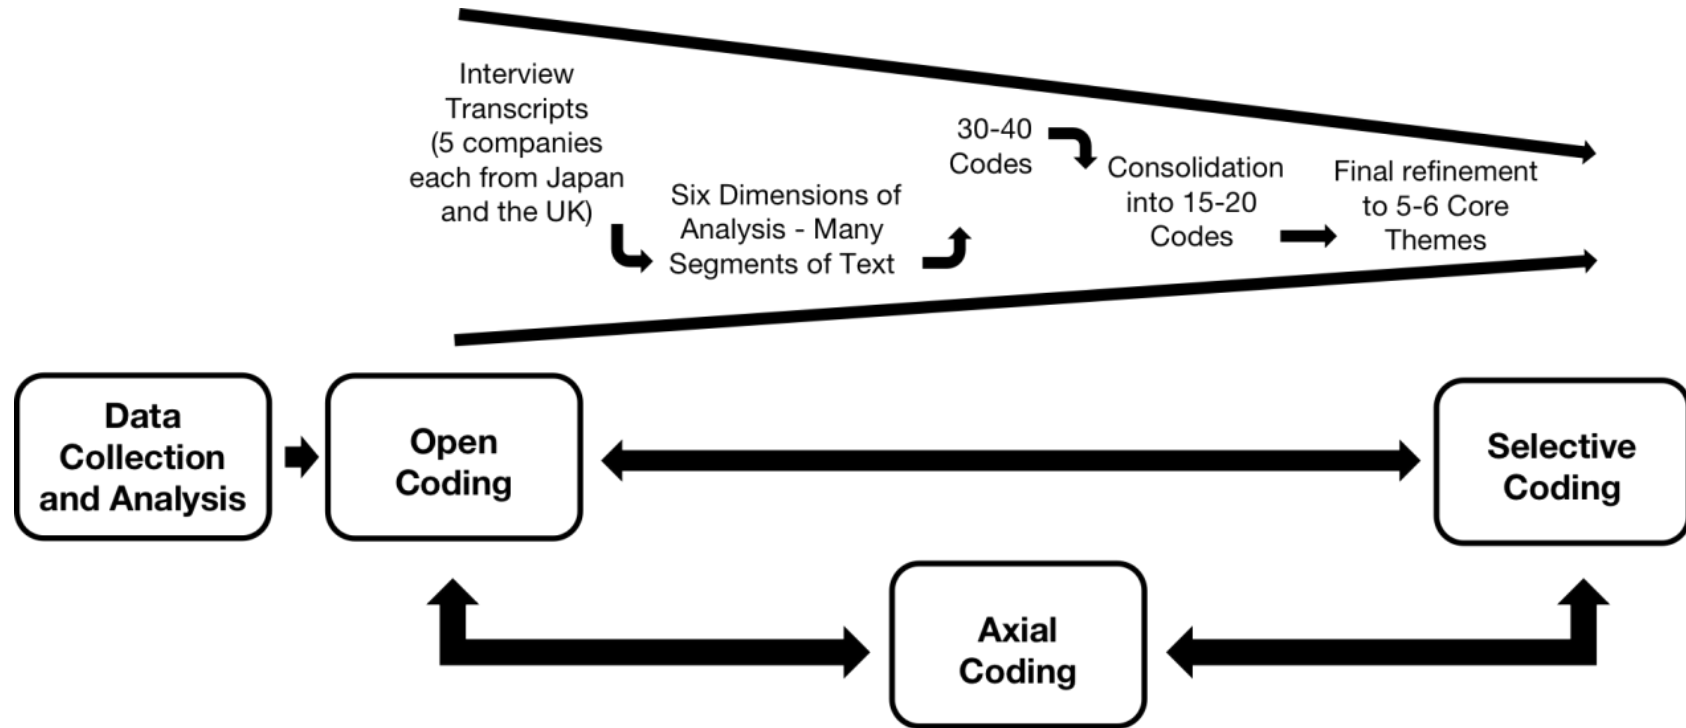 Interview
Transcripts
(5 companies
each from Japan
and the UK)
Six Dimensions of
Analysis - Many
Segments of Text
30-40
Codes
Consolidation
into 15-20
Codes
Final refinement
to 5-6 Core
Themes
Data
Collection
and Analysis
Open
Coding
Selective
Coding
Axial
Coding